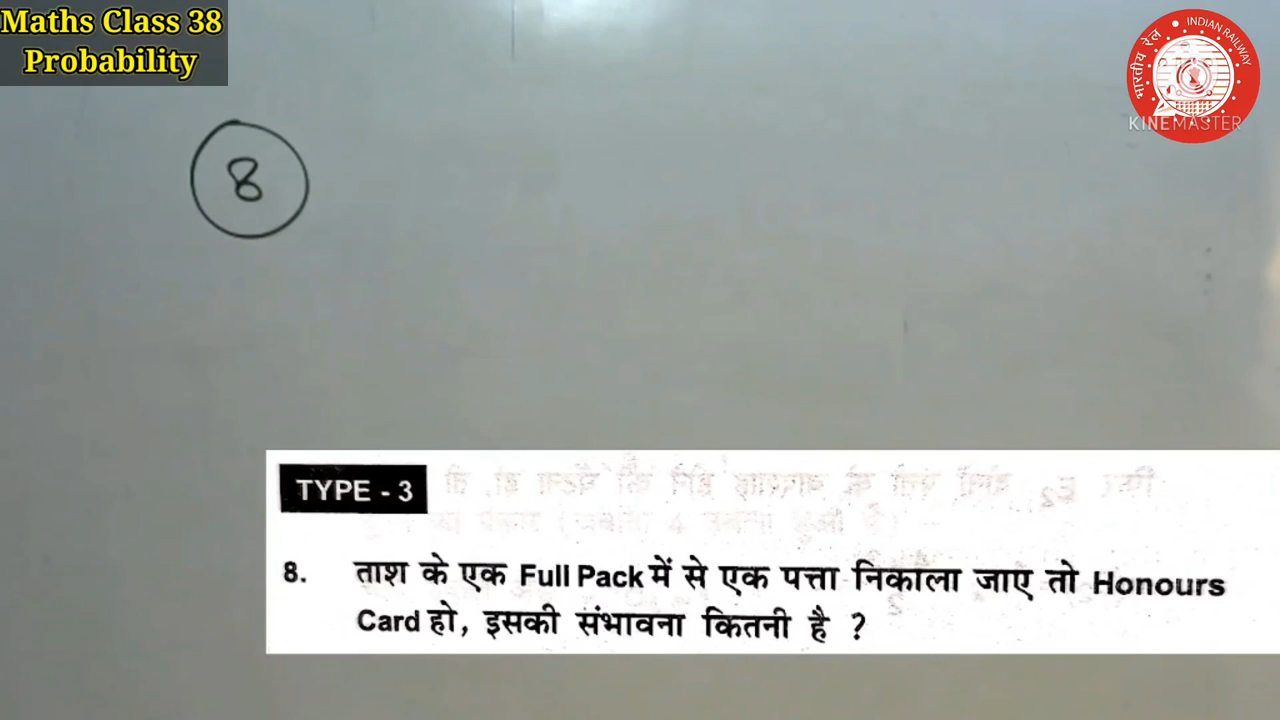 Maths Class 38
Probability
भारतीय रेल
INDIAN RAILWAY
KINEMASTER
8
TYPE - 3
8. ताश के एक Full Pack में से एक पत्ता निकाला जाए तो Honours
Card हो, इसकी संभावना कितनी है ?